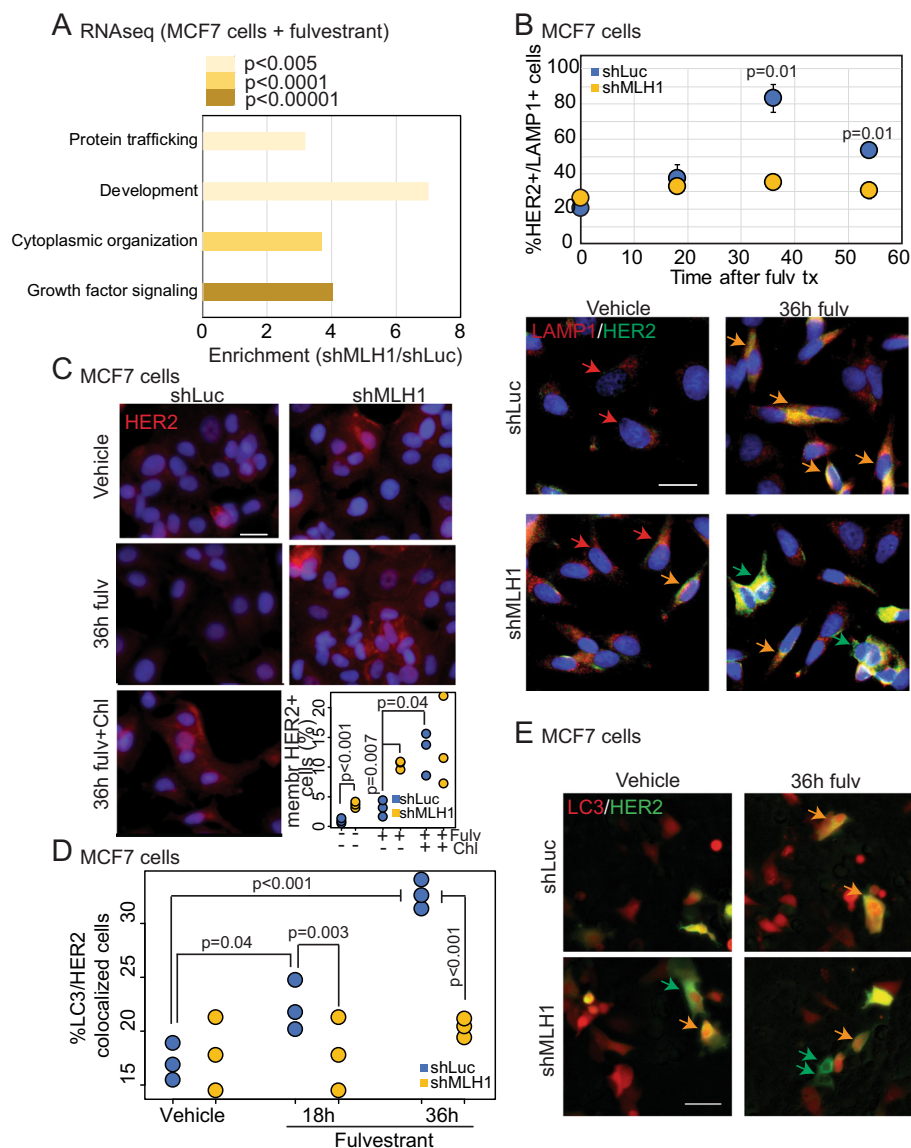 A RNAseq (MCF7 cells + fulvestrant)
p<0.005
p<0.0001
p<0.00001
Protein trafficking
Development
Cytoplasmic organization
Growth factor signaling
0 2 4 6 8
Enrichment (shMLH1/shLuc)
B MCF7 cells
%HER2+/LAMP1+ cells
100
80
60
40
20
0
shLuc
shMLH1
p=0.01
p=0.01
0 10 20 30 40 50 60
Time after fulv tx
Vehicle 36h fulv
LAMP1/HER2
shLuc
shMLH1
C MCF7 cells
shLuc shMLH1
HER2
Vehicle
36h fulv
36h fulv+Chl
membr HER2+
cells (%)
20
15
10
5
0
p<0.001
p=0.007
p=0.04
shLuc
shMLH1
- - + + + + Fulv
- - - - + + Chl
D MCF7 cells
%LC3/HER2
colocalized cells
30
25
20
15
p<0.001
p=0.04
p=0.003
p<0.001
shLuc
shMLH1
Vehicle 18h 36h
Fulvestrant
E MCF7 cells
Vehicle 36h fulv
LC3/HER2
shLuc
shMLH1